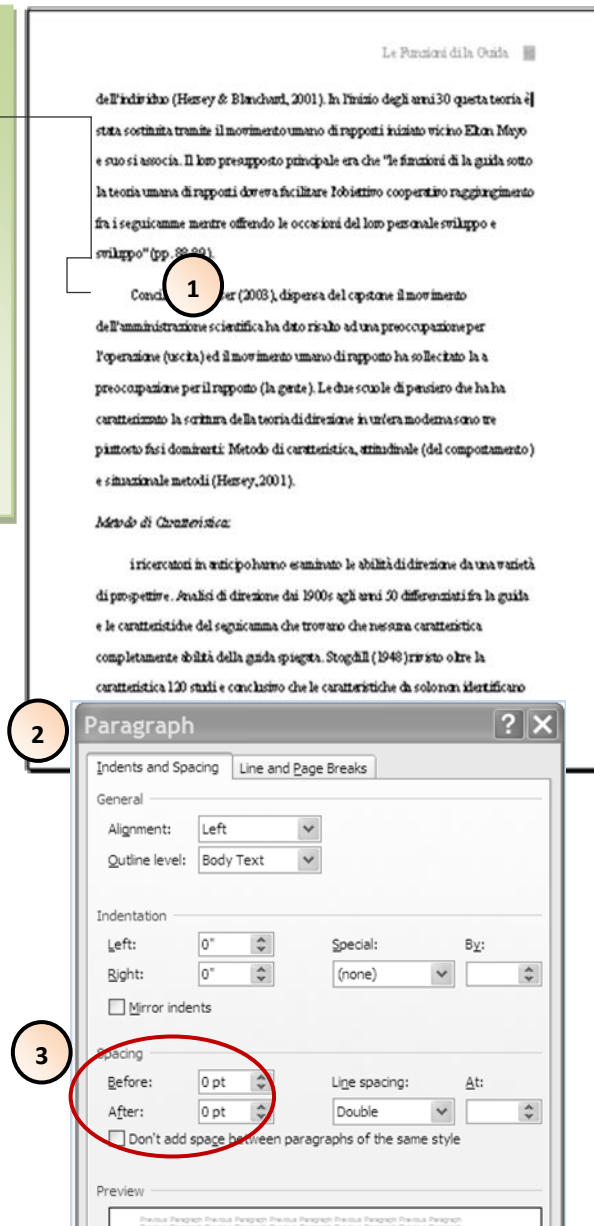 Le Funzioni di la Guida
dell'individuo (Hersey & Blanchard, 2001). In l'inizio degli anni 30 questa teoria è
stata sostituita tramite il movimento umano di rapporti iniziato vicino Elton Mayo
e suo si associa. Il loro presupposto principale era che "le funzioni di la guida sotto
la teoria umana di rapporti doveva facilitare l'obiettivo cooperativo raggiungimento
fra i seguicamme mentre offrendo le occasioni del loro personale sviluppo e
sviluppo" (pp.
1
(2003), dispersa del capstone il movimento
dell'amministrazione scientifica ha dato risalto ad una preoccupazione per
l'operazione (uscita) ed il movimento umano di rapporto ha sollecitato la a
preoccupazione per il rapporto (la gente). Le due scuole di pensiero che ha ha
caratterizzato la scrittura della teoria di direzione in un'era moderna sono tre
piuttosto fasi dominanti: Metodo di caratteristica, attitudinale (del comportamento)
e situazionale metodi (Hersey, 2001).
Metodo di Caratteristica:
i ricercatori in anticipo hanno esaminato le abilità di direzione da una varietà
di prospettive. Analisi di direzione dai 1900s agli anni 50 differenziati fra la guida
e le caratteristiche del seguicamma che trovano che nessuna caratteristica
completamente abilità della guida spiegata. Stogdill (1948) rivisto oltre la
caratteristica 120 studi e conclusivo che le caratteristiche da solo non identificano
2
Paragraph
Indents and Spacing Line and Page Breaks
General
Alignment: Left
Outline level: Body Text
Indentation
Left: 0" Special: By:
Right: 0" (none)
Mirror indents
3
Spacing
Before: 0 pt Line spacing: At:
After: 0 pt Double
Don't add space between paragraphs of the same style
Preview
Previous Paragraph Previous Paragraph Previous Paragraph Previous Paragraph Previous Paragraph Previous Paragraph